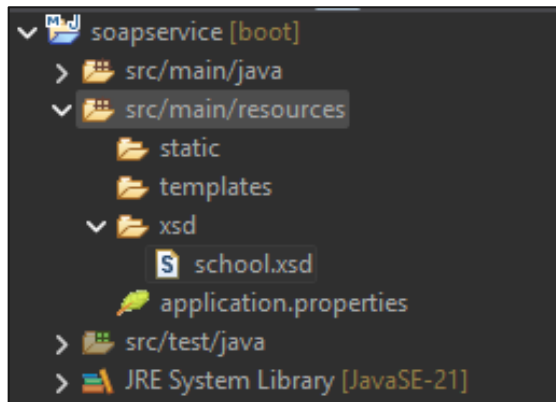 soapservice [boot]
src/main/java
src/main/resources
static
templates
xsd
school.xsd
application.properties
src/test/java
JRE System Library [JavaSE-21]